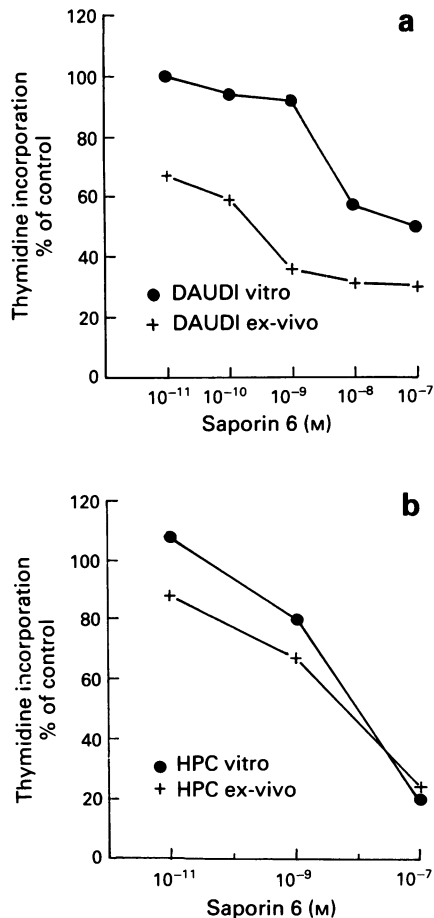 a
120
100
80
60
40
20
0
Thymidine incorporation
% of control
● DAUDI vitro
+ DAUDI ex-vivo
10⁻¹¹ 10⁻¹⁰ 10⁻⁹ 10⁻⁸ 10⁻⁷
Saporin 6 (M)
b
120
100
80
60
40
20
0
Thymidine incorporation
% of control
● HPC vitro
+ HPC ex-vivo
10⁻¹¹ 10⁻⁹ 10⁻⁷
Saporin 6 (M)